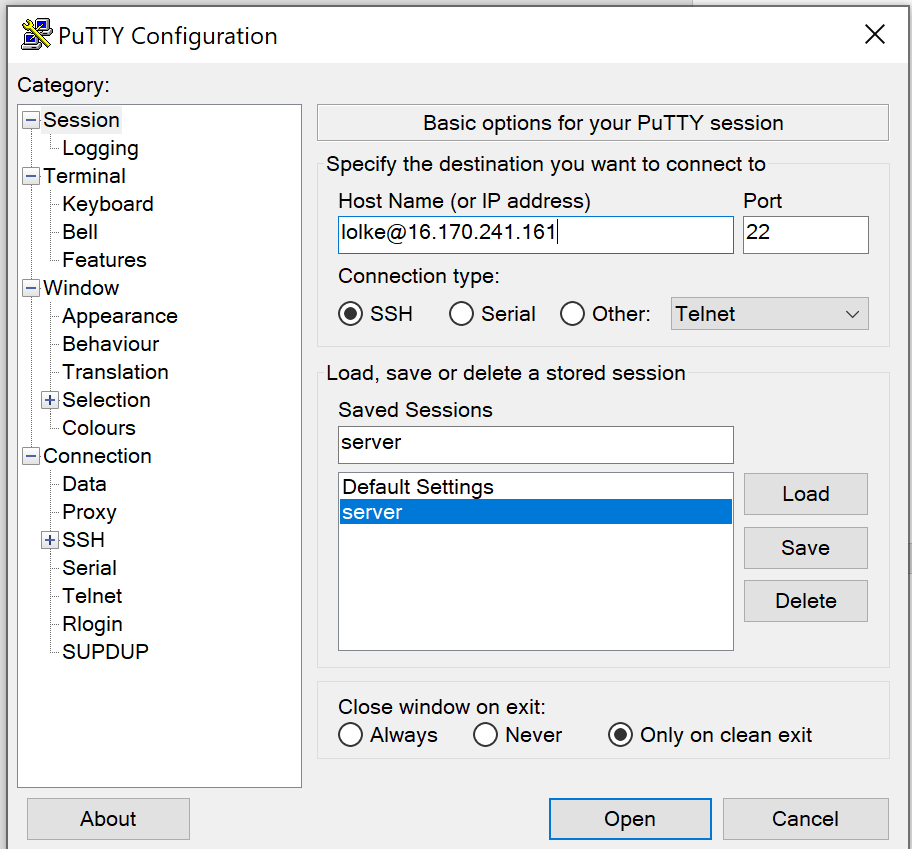 PuTTY Configuration
Category:
Session
Logging
Terminal
Keyboard
Bell
Features
Window
Appearance
Behaviour
Translation
Selection
Colours
Connection
Data
Proxy
SSH
Serial
Telnet
Rlogin
SUPDUP
Basic options for your PuTTY session
Specify the destination you want to connect to
Host Name (or IP address) Port
lolke@16.170.241.161 22
Connection type:
SSH Serial Other: Telnet
Load, save or delete a stored session
Saved Sessions
server
Default Settings
server
Load
Save
Delete
Close window on exit:
Always Never Only on clean exit
About Open Cancel